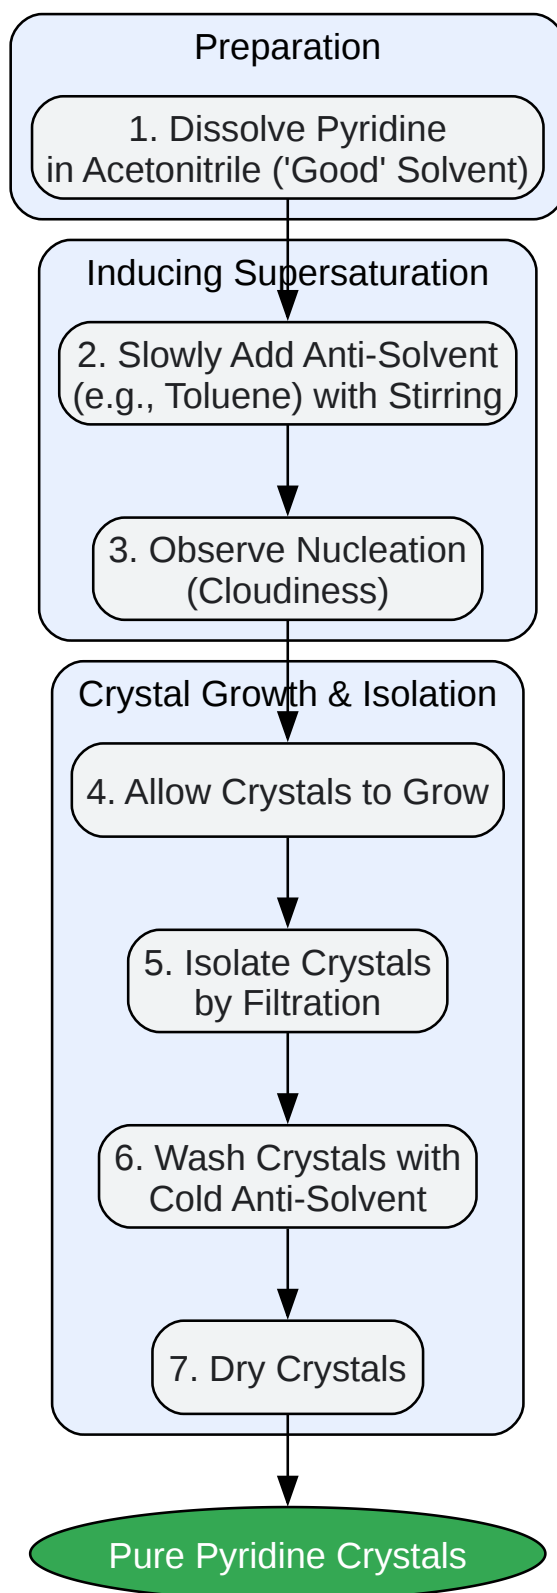 Preparation
1. Dissolve Pyridine
in Acetonitrile ('Good' Solvent)
Inducing Supersaturation
2. Slowly Add Anti-Solvent
(e.g., Toluene) with Stirring
3. Observe Nucleation
(Cloudiness)
Crystal Growth & Isolation
4. Allow Crystals to Grow
5. Isolate Crystals
by Filtration
6. Wash Crystals with
Cold Anti-Solvent
7. Dry Crystals
Pure Pyridine Crystals